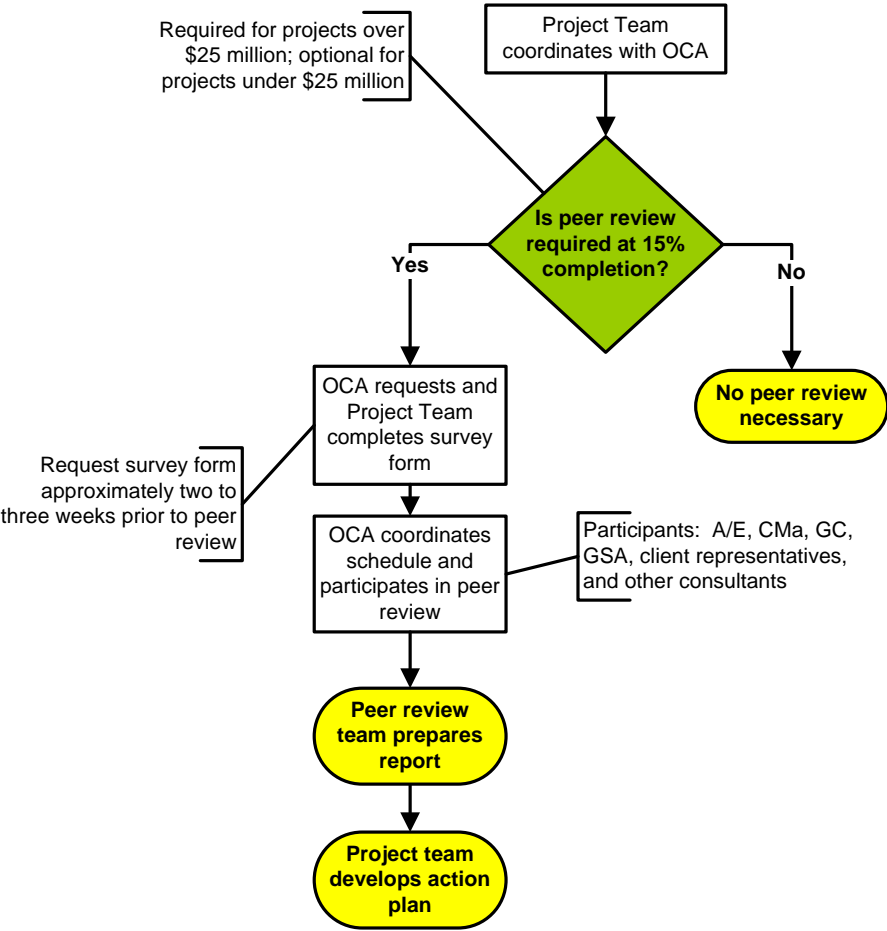 Required for projects over
$25 million; optional for
projects under $25 million
Project Team
coordinates with OCA
Is peer review
required at 15%
completion?
Yes
No
OCA requests and
Project Team
completes survey
form
No peer review
necessary
Request survey form
approximately two to
three weeks prior to peer
review
OCA coordinates
schedule and
participates in peer
review
Participants: A/E, CMa, GC,
GSA, client representatives,
and other consultants
Peer review
team prepares
report
Project team
develops action
plan